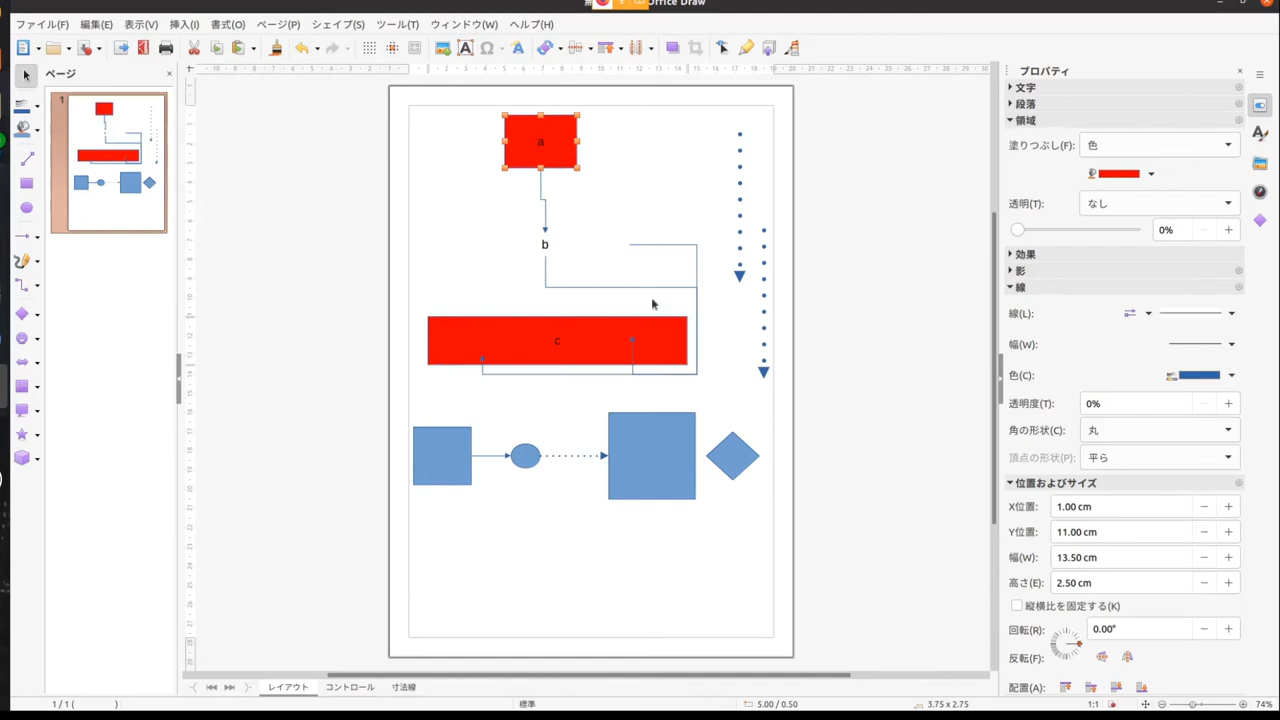 Office Draw
ファイル(F) 編集(E) 表示(V) 挿入(I) 書式(O) ページ(P) シェイプ(S) ツール(T) ウィンドウ(W) ヘルプ(H)
ページ
1
a
b
c
プロパティ
文字
段落
領域
塗りつぶし(F): 色
透明(T): なし
0%
効果
影
線
線(L):
幅(W):
色(C):
透明度(T): 0%
角の形状(C): 丸
頂点の形状(P): 平ら
位置およびサイズ
X位置: 1.00 cm
Y位置: 11.00 cm
幅(W): 13.50 cm
高さ(E): 2.50 cm
縦横比を固定する(K)
回転(R): 0.00°
反転(F):
配置(A):
レイアウト コントロール 寸法線
1 / 1 ( ) 標準 5.00 / 0.50 3.75 x 2.75 1:1 74%